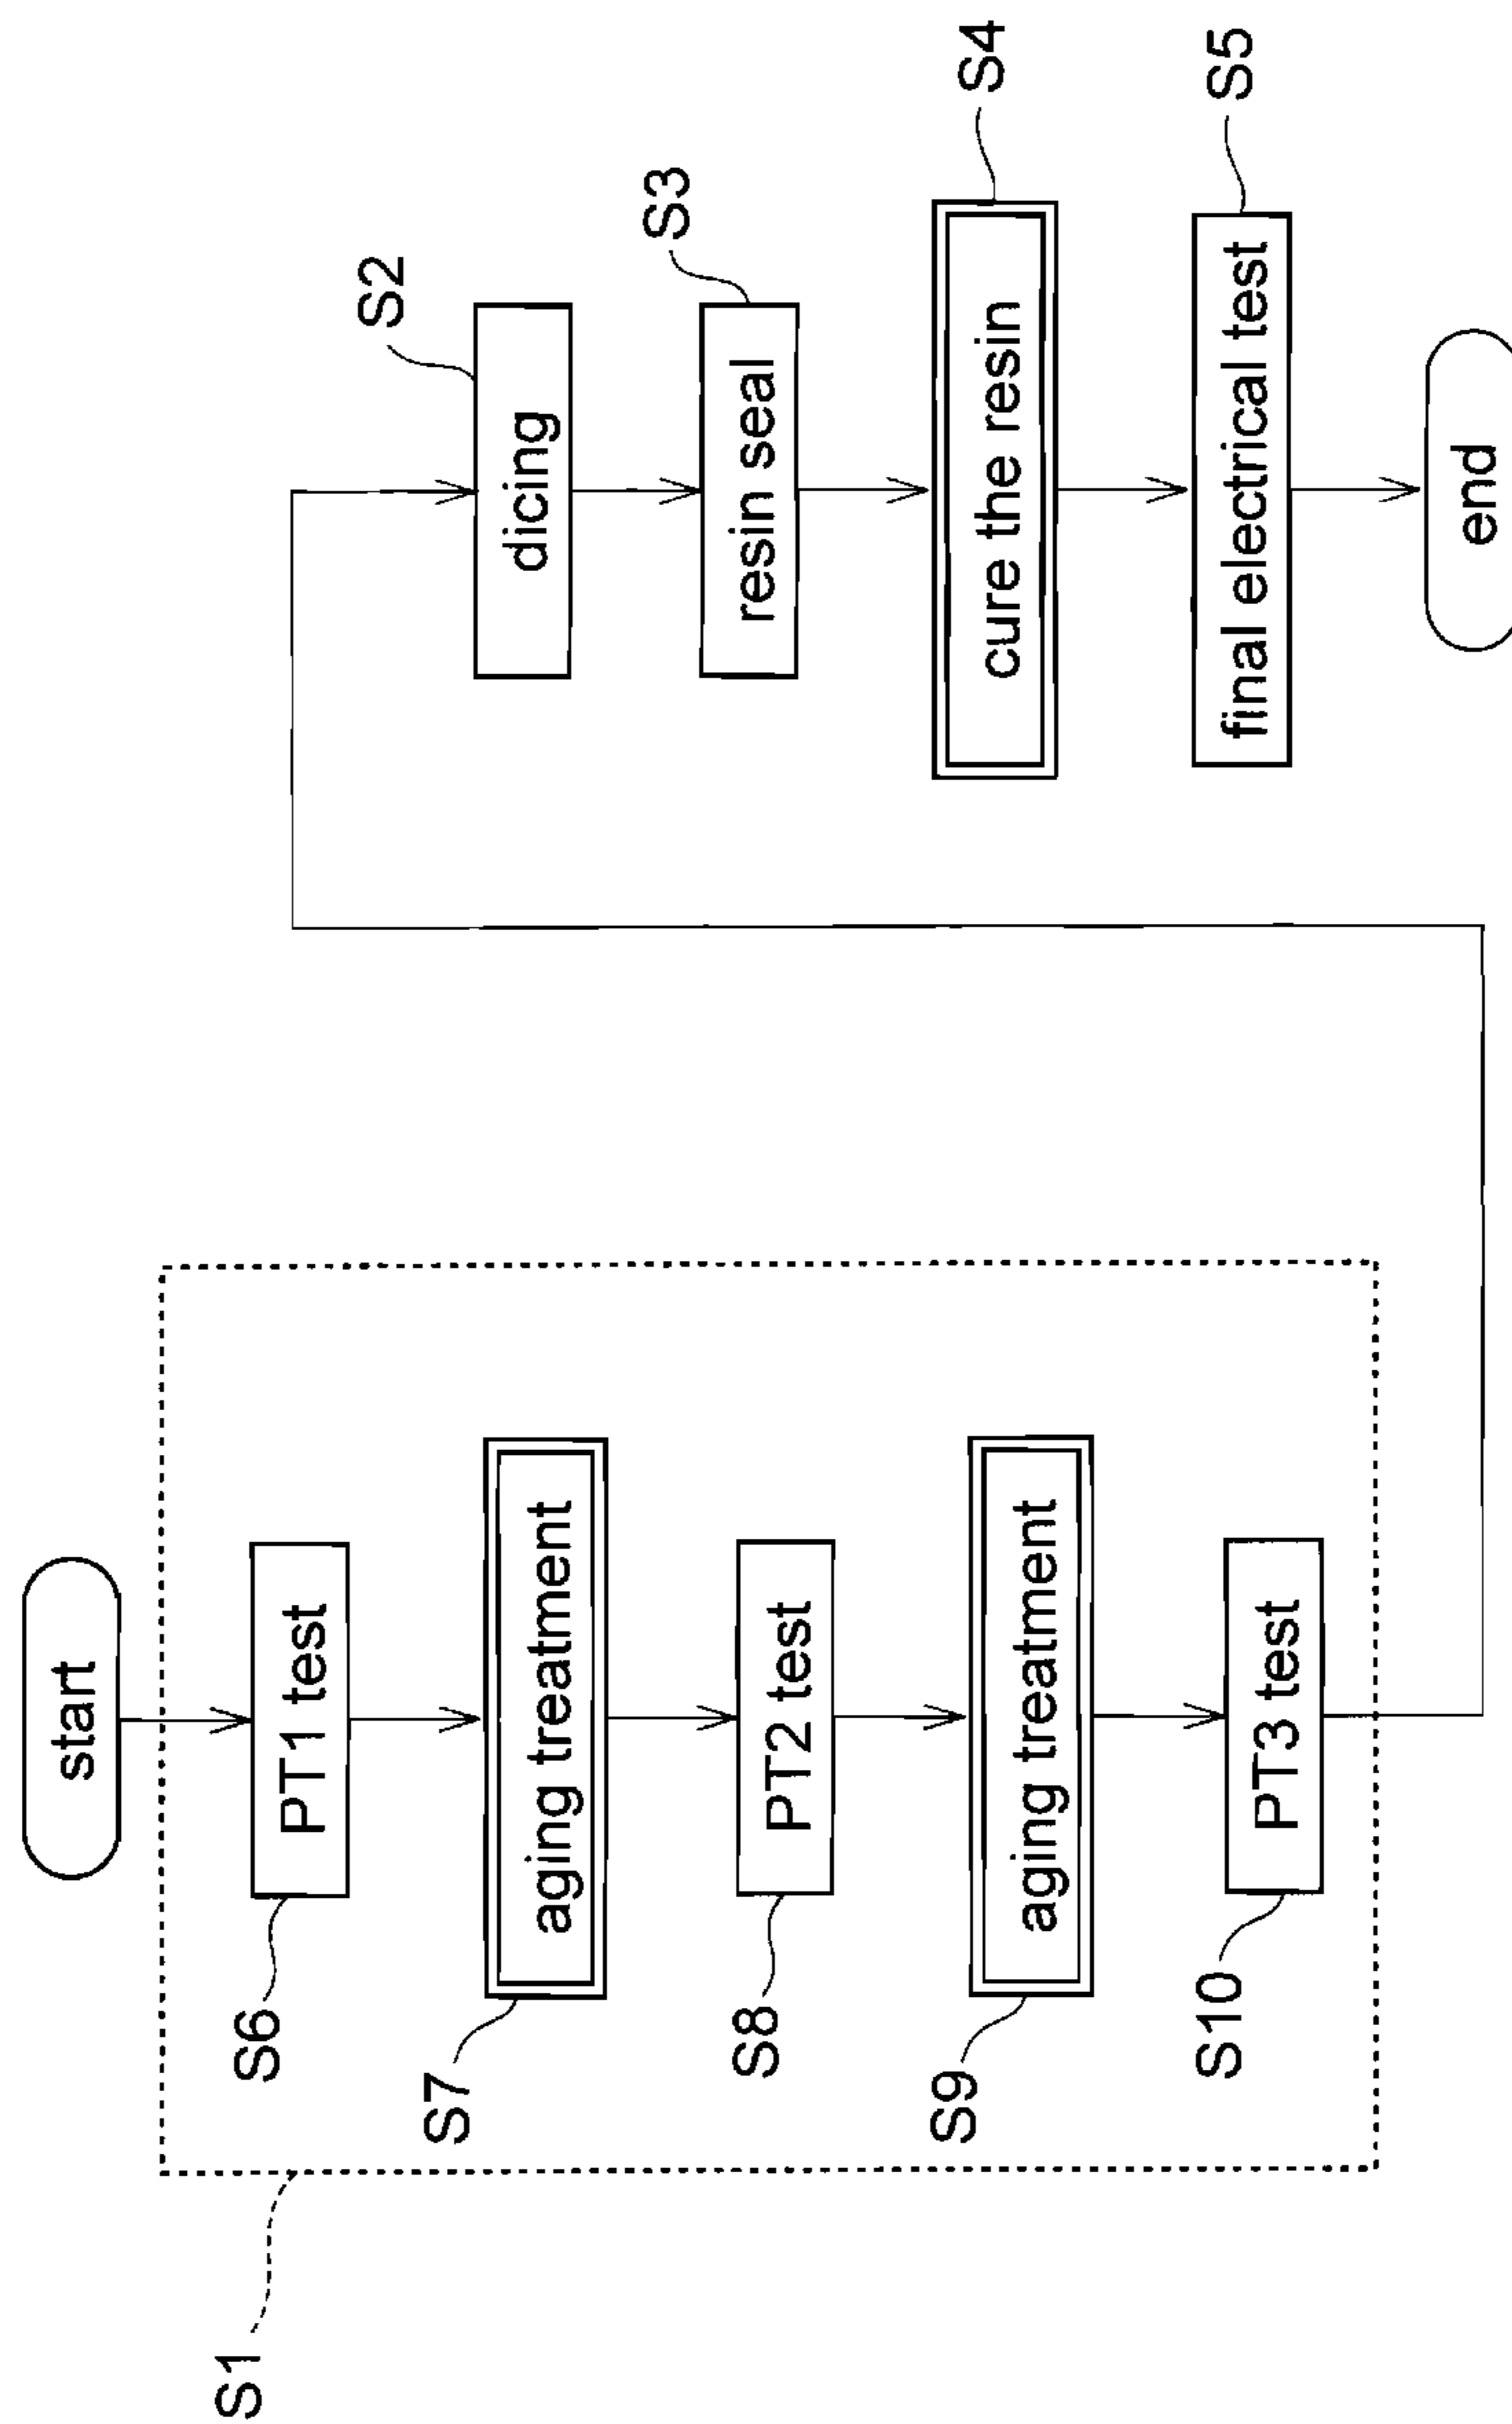 start
S1
S6
PT1 test
S7
aging treatment
S8
PT2 test
S9
aging treatment
S10
PT3 test
S2
dicing
S3
resin seal
S4
cure the resin
S5
final electrical test
end